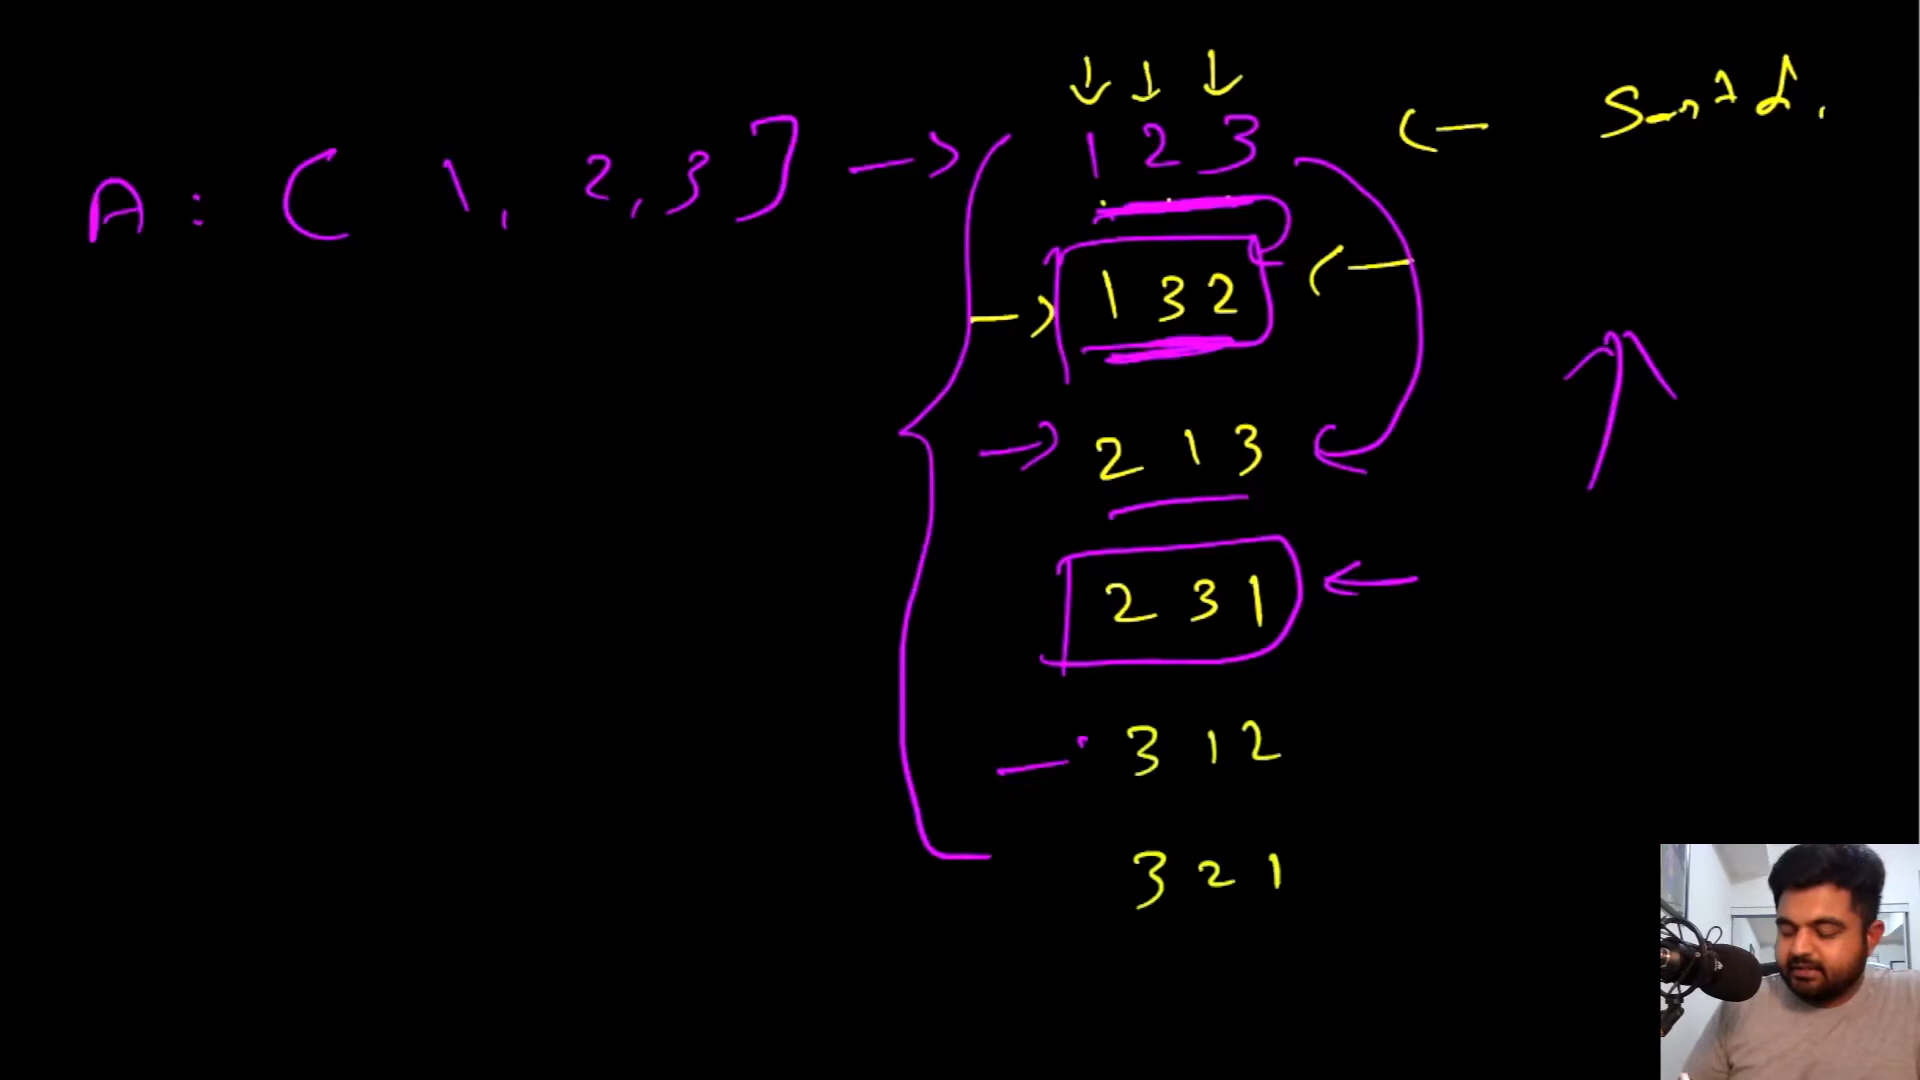 A : [ 1, 2, 3 ] → 1 2 3 ←
1 3 2
2 1 3
2 3 1
3 1 2
3 2 1